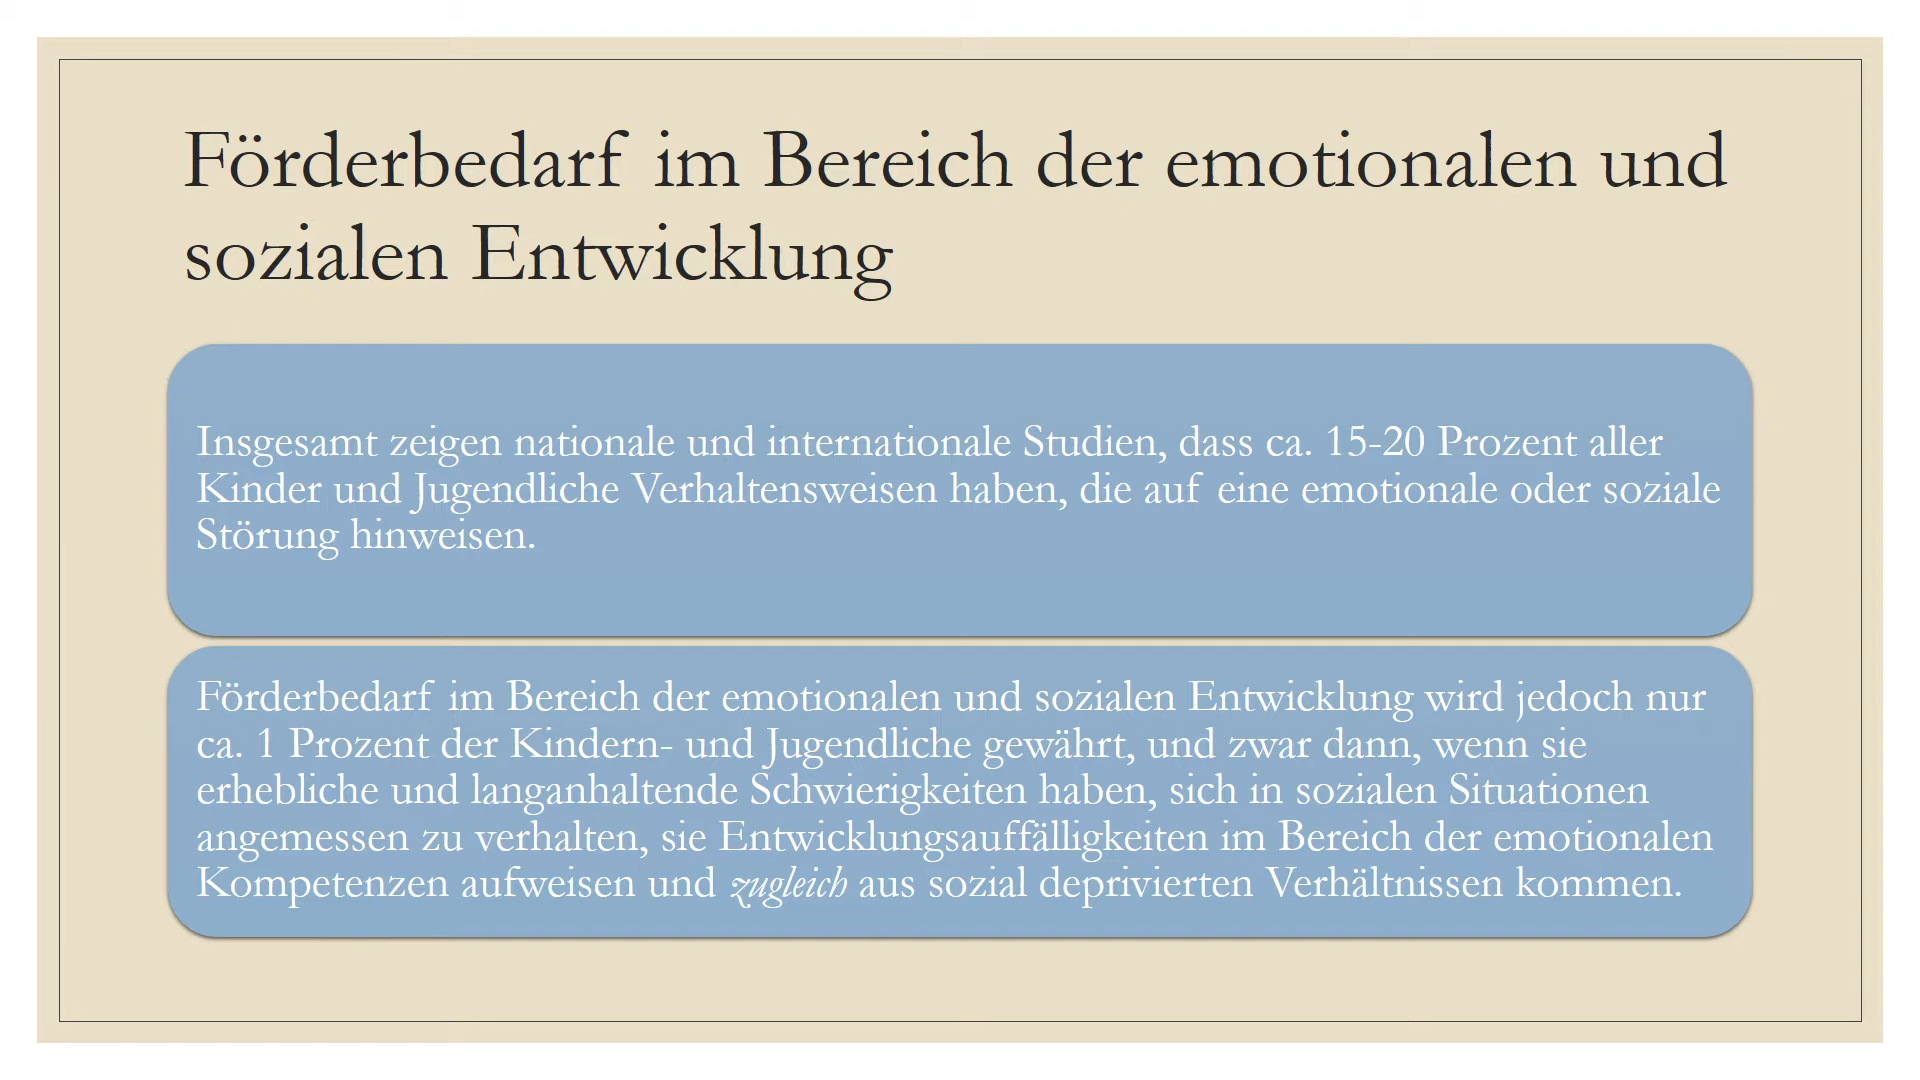 Förderbedarf im Bereich der emotionalen und
sozialen Entwicklung
Insgesamt zeigen nationale und internationale Studien, dass ca. 15-20 Prozent aller
Kinder und Jugendliche Verhaltensweisen haben, die auf eine emotionale oder soziale
Störung hinweisen.
Förderbedarf im Bereich der emotionalen und sozialen Entwicklung wird jedoch nur
ca. 1 Prozent der Kindern- und Jugendliche gewährt, und zwar dann, wenn sie
erhebliche und langanhaltende Schwierigkeiten haben, sich in sozialen Situationen
angemessen zu verhalten, sie Entwicklungsauffälligkeiten im Bereich der emotionalen
Kompetenzen aufweisen und zugleich aus sozial deprivierten Verhältnissen kommen.